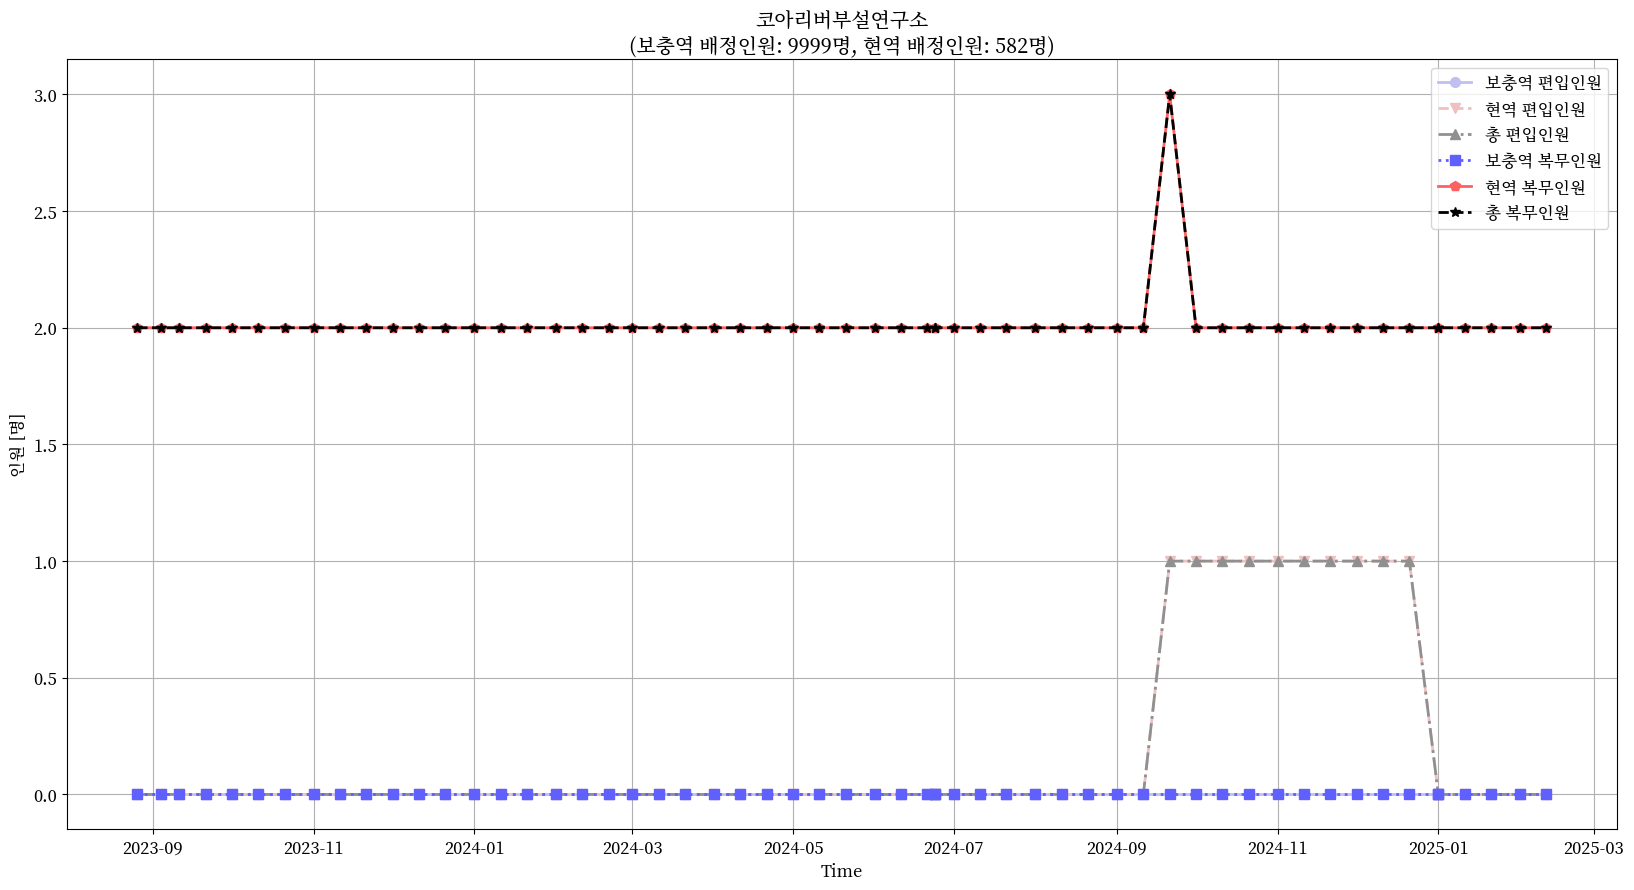 코아리버부설연구소
(보충역 배정인원: 9999명, 현역 배정인원: 582명)
보충역 편입인원
현역 편입인원
총 편입인원
보충역 복무인원
현역 복무인원
총 복무인원
3.0
2.5
2.0
1.5
1.0
0.5
0.0
인원 [명]
2023-09 2023-11 2024-01 2024-03 2024-05 2024-07 2024-09 2024-11 2025-01 2025-03
Time